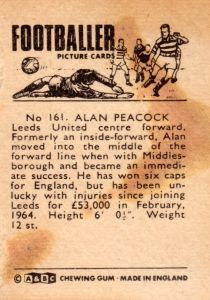 FOOTBALLER
PICTURE CARDS
No 161. ALAN PEACOCK
Leeds United centre forward.
Formerly an inside-forward, Alan
moved into the middle of the
forward line when with Middles-
borough and became an immedi-
ate success. He has won six caps
for England, but has been un-
lucky with injuries since joining
Leeds for £53,000 in February,
1964. Height 6' 0½". Weight
12 st.
© A&BC CHEWING GUM - MADE IN ENGLAND